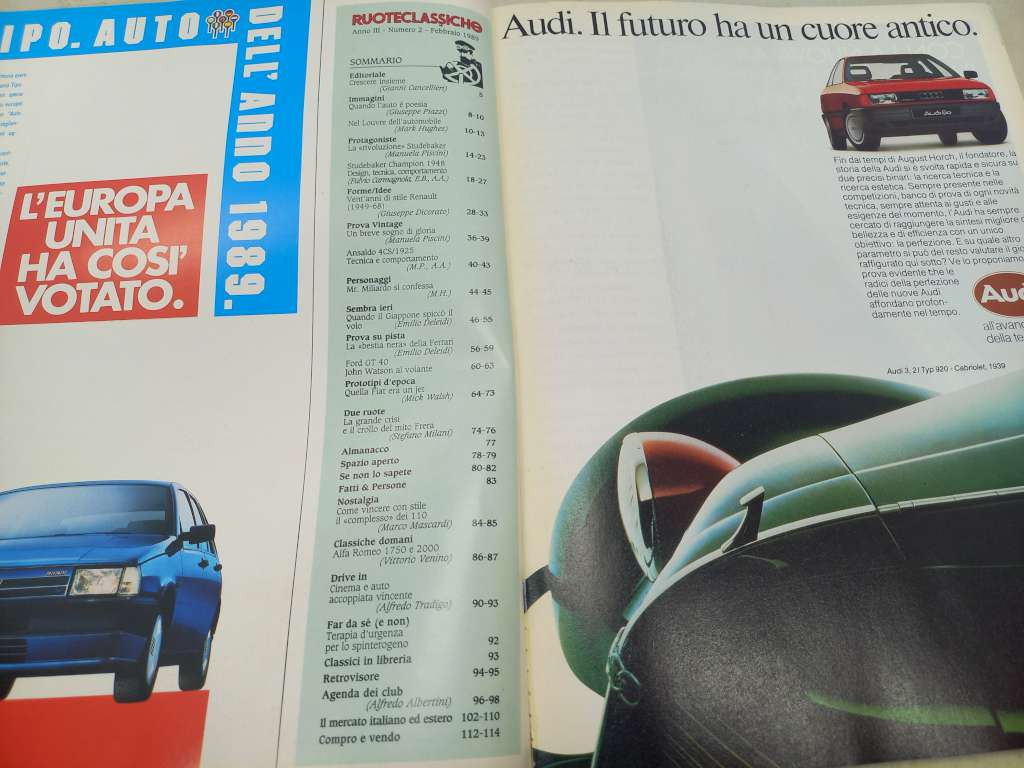 IPO. AUTO
DELL'ANNO 1989.
L'EUROPA
UNITA
HA COSI'
VOTATO.
RUOTECLASSICHE
Anno III - Numero 2 - Febbraio 1989
SOMMARIO
Editoriale
Crescere insieme
(Gianni Cancellieri) 5
Immagini
Quando l'auto è poesia
(Giuseppe Piazzi) 8-10
Nel Louvre dell'automobile
(Mark Hughes) 10-13
Protagoniste
La «rivoluzione» Studebaker
(Manuela Piscini) 14-23
Studebaker Champion 1948
Design, tecnica, comportamento
(Fulvio Carmagnola, E.B., A.A.) 18-27
Forme/Idee
Vent'anni di stile Renault
(1949-68)
(Giuseppe Dicorato) 28-33
Prova Vintage
Un breve sogno di gloria
(Manuela Piscini) 36-39
Ansaldo 4CS/1925
Tecnica e comportamento
(M.P., A.A.) 40-43
Personaggi
Mr. Miliardo si confessa
(M.H.) 44-45
Sembra ieri
Quando il Giappone spiccò il
volo (Emilio Deleidi) 46-55
Prova su pista
La «bestia nera» della Ferrari
(Emilio Deleidi) 56-59
Ford GT 40
John Watson al volante 60-63
Prototipi d'epoca
Quella Fiat era un jet
(Mick Walsh) 64-73
Due ruote
La grande crisi
e il crollo del mito Frera
(Stefano Milani) 74-76
Almanacco 77
Spazio aperto 78-79
Se non lo sapete 80-82
Fatti & Persone 83
Nostalgia
Come vincere con stile
il «complesso» dei 110
(Marco Mascardi) 84-85
Classiche domani
Alfa Romeo 1750 e 2000
(Vittorio Venino) 86-87
Drive in
Cinema e auto
accoppiata vincente
(Alfredo Tradigo) 90-93
Far da sé (e non)
Terapia d'urgenza
per lo spinterogeno 92
Classici in libreria 93
Retrovisore 94-95
Agenda dei club
(Alfredo Albertini) 96-98
Il mercato italiano ed estero 102-110
Compro e vendo 112-114
Audi. Il futuro ha un cuore antico.
Audi 80
Fin dai tempi di August Horch, il fondatore, la
storia della Audi si è svolta rapida e sicura su
due precisi binari: la ricerca tecnica e la
ricerca estetica. Sempre presente nelle
competizioni, banco di prova di ogni novità
tecnica, sempre attenta ai gusti e alle
esigenze del momento, l'Audi ha sempre
cercato di raggiungere la sintesi migliore di
bellezza e di efficienza con un unico
obiettivo: la perfezione. E su quale altro
parametro si può del resto valutare il gio
raffigurato qui sotto? Ve lo proponiamo,
prova evidente che le
radici della perfezione
delle nuove Audi
affondano profon-
damente nel tempo.
Aud
all'avang
della te
Audi 3, 2l Typ 920 - Cabriolet, 1939